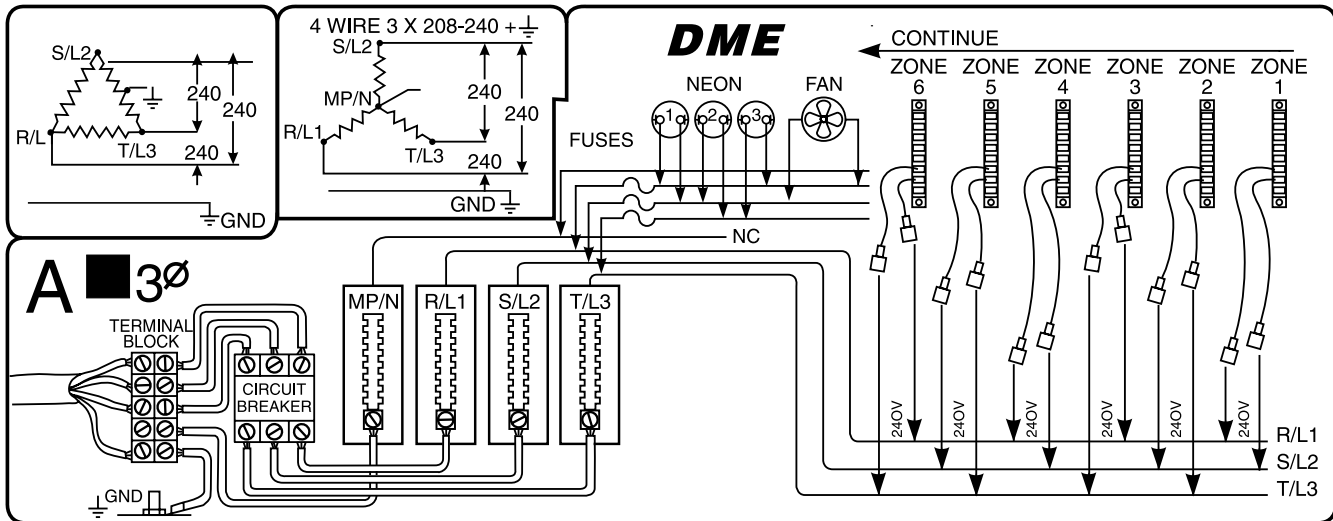 S/L2
240
240
R/L
T/L3
240
GND
4 WIRE 3 X 208-240 +
S/L2
MP/N
240
240
R/L1
T/L3
240
GND
DME
CONTINUE
NEON
FAN
1
2
3
FUSES
ZONE 6
ZONE 5
ZONE 4
ZONE 3
ZONE 2
ZONE 1
NC
A 3Ø
TERMINAL
BLOCK
CIRCUIT
BREAKER
GND
MP/N
R/L1
S/L2
T/L3
240V
240V
240V
240V
240V
240V
R/L1
S/L2
T/L3